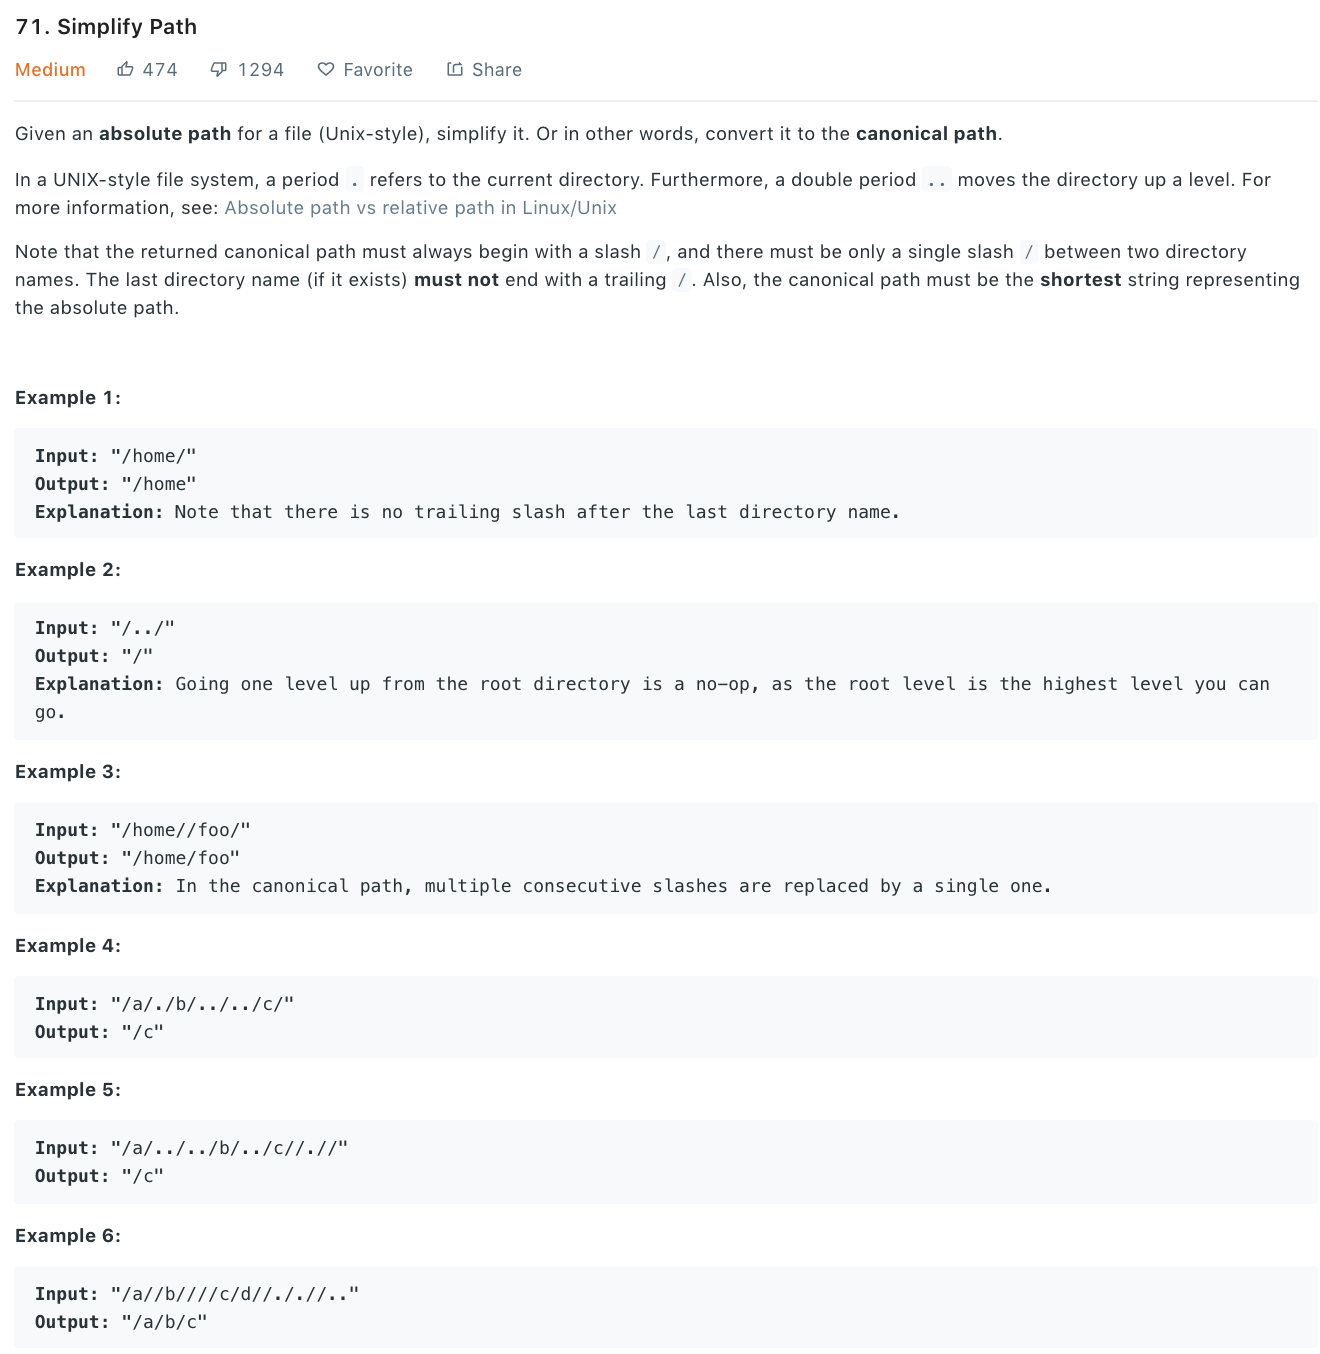 71. Simplify Path
Medium 474 1294 Favorite Share
Given an absolute path for a file (Unix-style), simplify it. Or in other words, convert it to the canonical path.
In a UNIX-style file system, a period . refers to the current directory. Furthermore, a double period .. moves the directory up a level. For
more information, see: Absolute path vs relative path in Linux/Unix
Note that the returned canonical path must always begin with a slash /, and there must be only a single slash / between two directory
names. The last directory name (if it exists) must not end with a trailing /. Also, the canonical path must be the shortest string representing
the absolute path.
Example 1:
Input: "/home/"
Output: "/home"
Explanation: Note that there is no trailing slash after the last directory name.
Example 2:
Input: "/../"
Output: "/"
Explanation: Going one level up from the root directory is a no-op, as the root level is the highest level you can
go.
Example 3:
Input: "/home//foo/"
Output: "/home/foo"
Explanation: In the canonical path, multiple consecutive slashes are replaced by a single one.
Example 4:
Input: "/a/./b/../../c/"
Output: "/c"
Example 5:
Input: "/a/../../b/../c//.//"
Output: "/c"
Example 6:
Input: "/a//b////c/d//././/.."
Output: "/a/b/c"